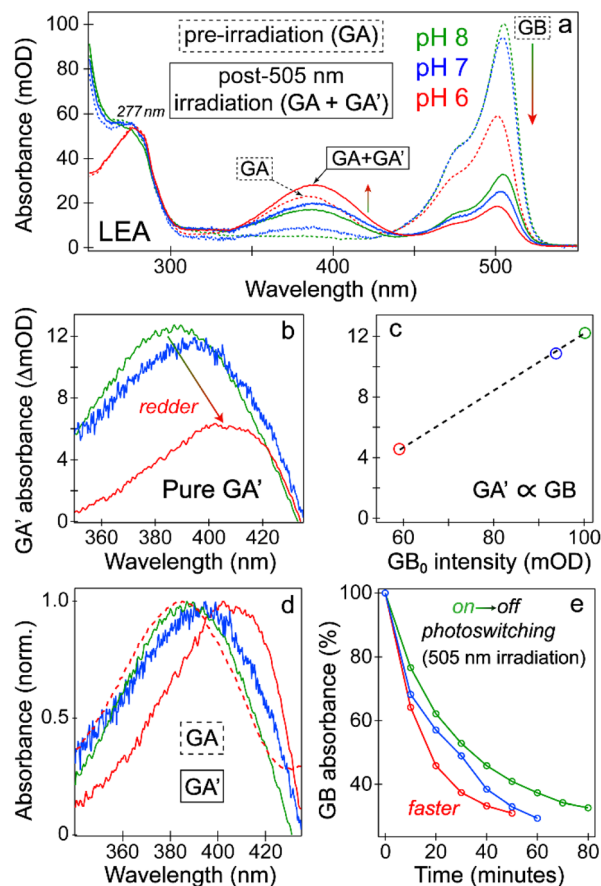 a
pre-irradiation (GA)
post-505 nm
irradiation (GA + GA')
pH 8
pH 7
pH 6
GB
277 nm
GA
GA+GA'
LEA
Absorbance (mOD)
100
80
60
40
20
0
300
400
500
Wavelength (nm)
b
GA' absorbance (ΔmOD)
12
8
4
0
redder
Pure GA'
360
380
400
420
Wavelength (nm)
c
12
8
4
0
GA' ∝ GB
60
80
100
GB₀ intensity (mOD)
d
Absorbance (norm.)
1.0
0.5
0
GA
GA'
360
380
400
420
Wavelength (nm)
e
GB absorbance (%)
100
80
60
40
on→off
photoswitching
(505 nm irradiation)
faster
0
20
40
60
80
Time (minutes)